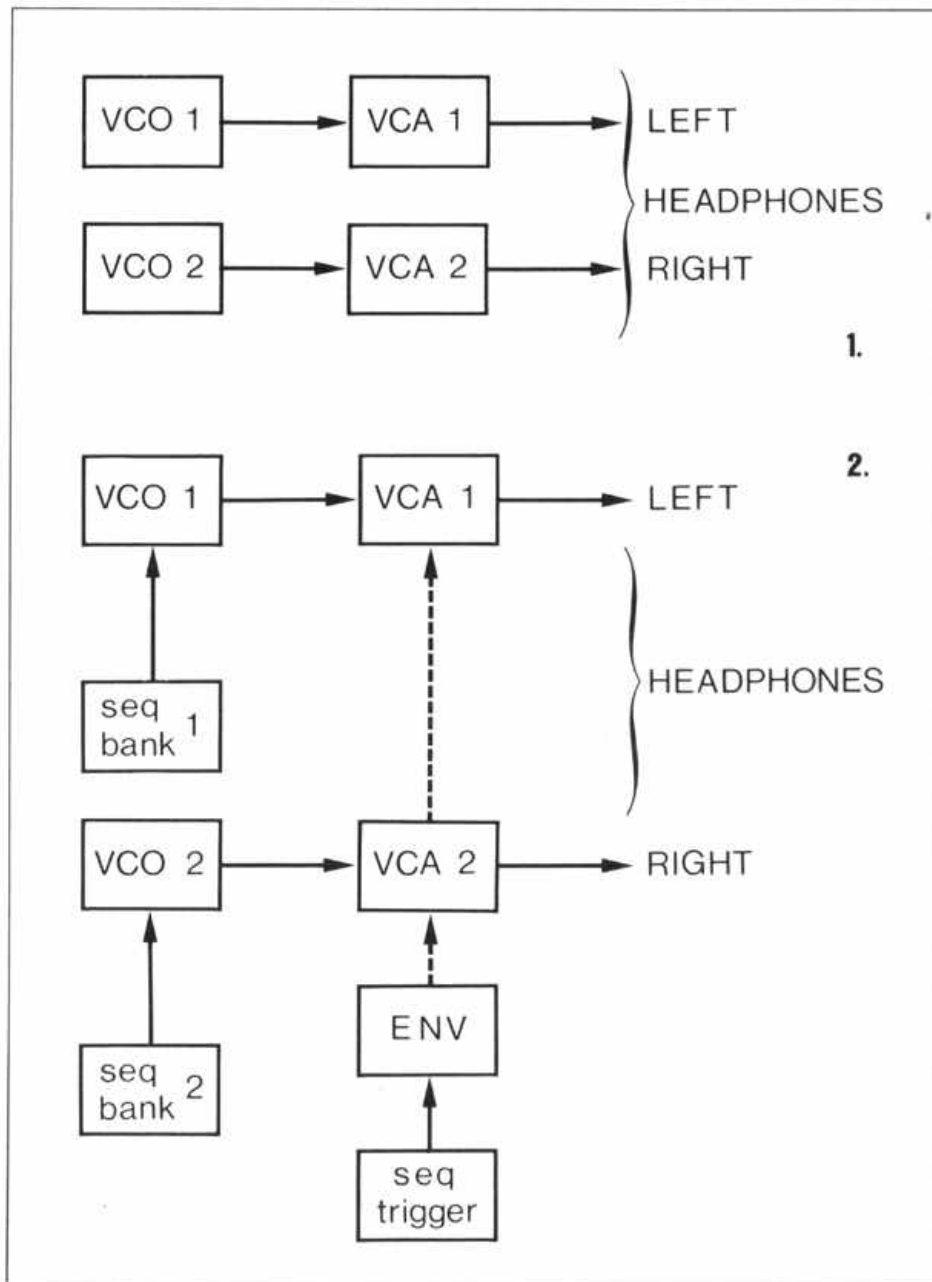 VCO 1
VCA 1
LEFT
HEADPHONES
VCO 2
VCA 2
RIGHT
1.
2.
VCO 1
VCA 1
LEFT
seq
bank 1
HEADPHONES
VCO 2
VCA 2
RIGHT
ENV
seq
bank 2
seq
trigger